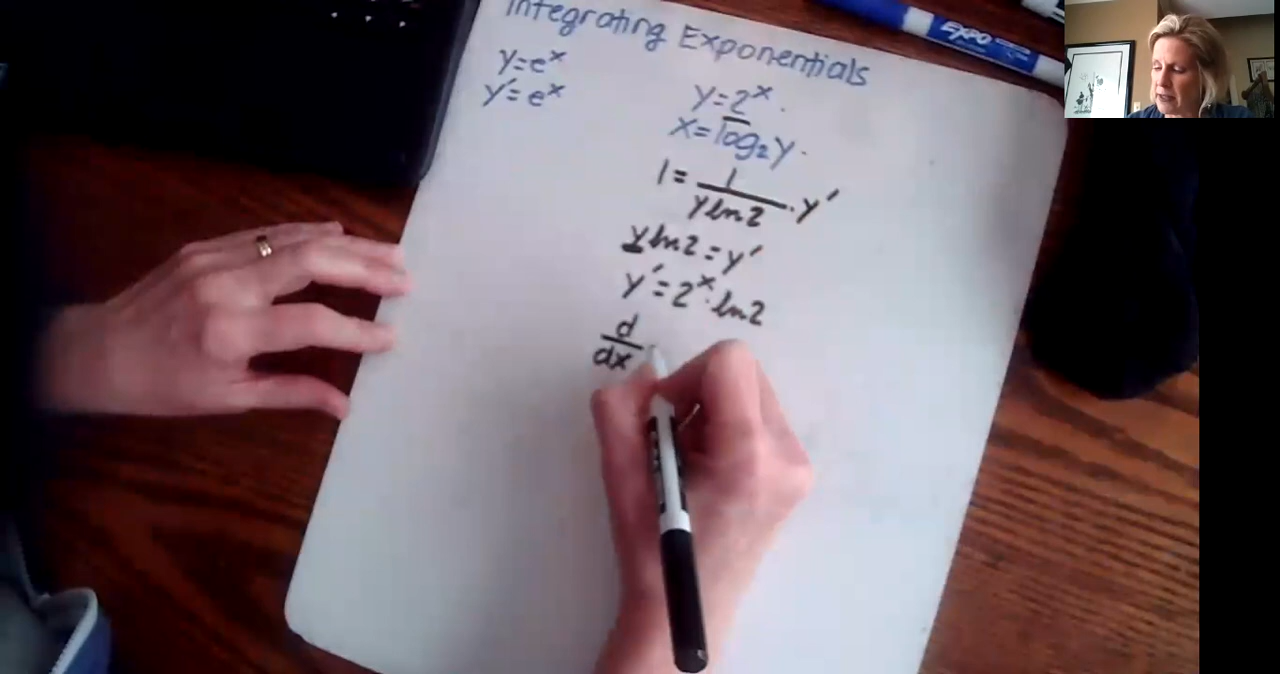 Integrating Exponentials
EXPO
y=e^x
y'=e^x
y=2^x.
x=log₂y.
1=1/(y ln2)·y'
y ln2=y'
y'=2^x·ln2
d/dx